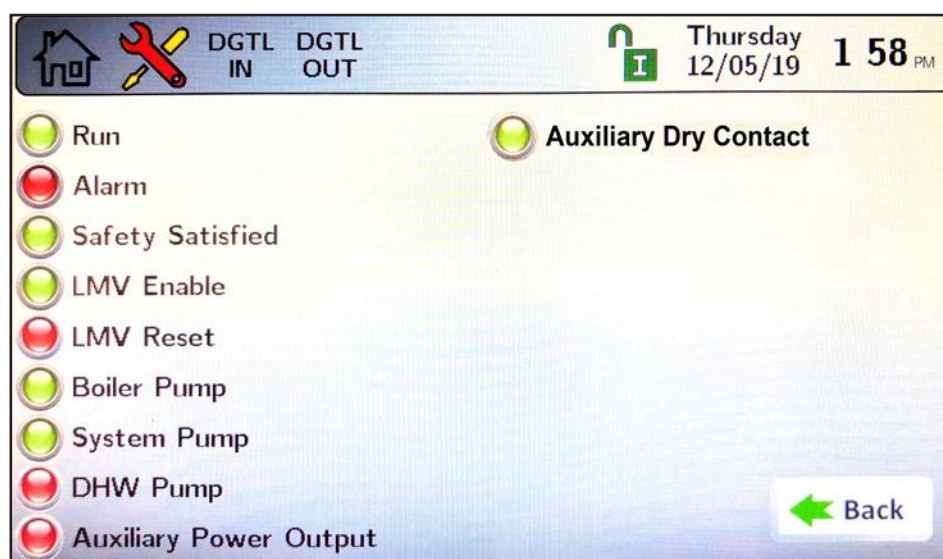 DGTL IN
DGTL OUT
I
Thursday
12/05/19
1 58 PM
Run
Alarm
Safety Satisfied
LMV Enable
LMV Reset
Boiler Pump
System Pump
DHW Pump
Auxiliary Power Output
Auxiliary Dry Contact
Back